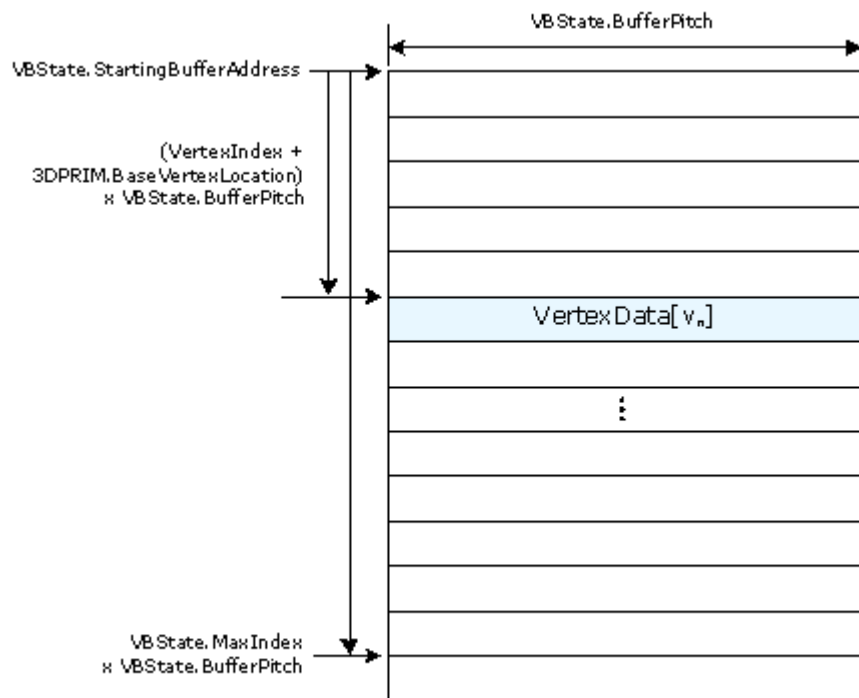 VBState.BufferPitch
VBState.StartingBufferAddress
(VertexIndex +
3DPRIM.BaseVertexLocation)
x VBState.BufferPitch
VertexData[vₙ]
⋮
VBState.MaxIndex
x VBState.BufferPitch